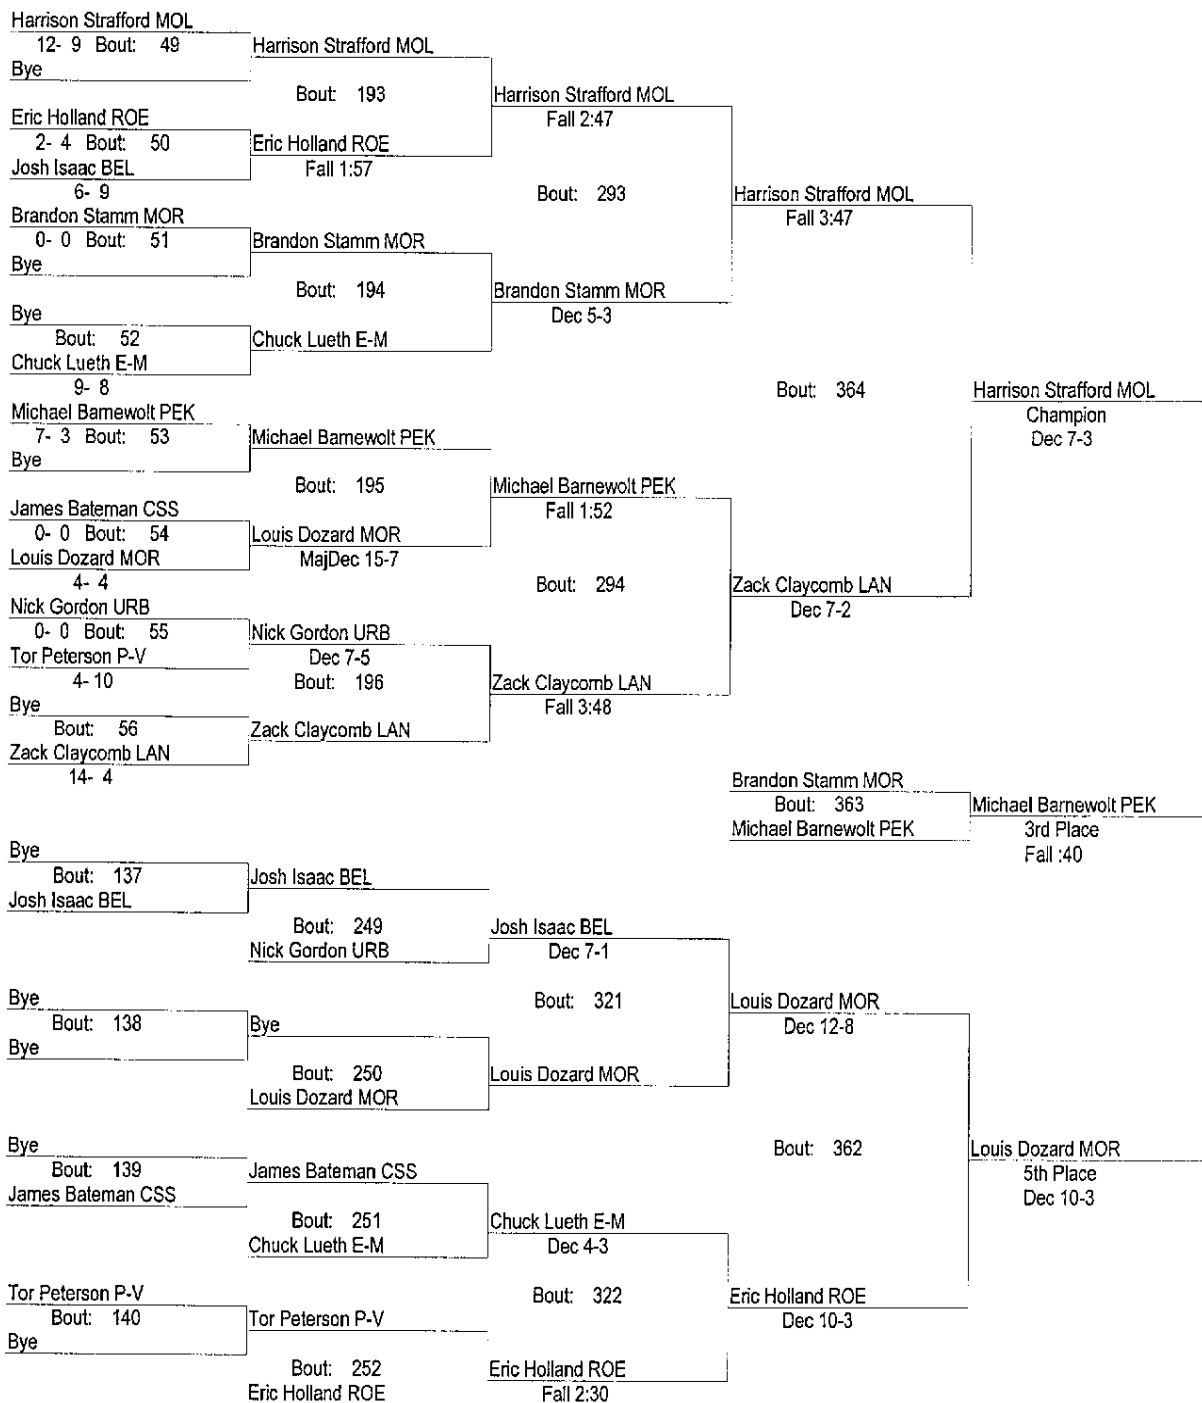 Harrison Strafford MOL
12- 9 Bout: 49
Bye
Harrison Strafford MOL
Bout: 193
Eric Holland ROE
2- 4 Bout: 50
Josh Isaac BEL
6- 9
Eric Holland ROE
Fall 1:57
Harrison Strafford MOL
Fall 2:47
Bout: 293
Brandon Stamm MOR
0- 0 Bout: 51
Bye
Brandon Stamm MOR
Bout: 194
Bye
Bout: 52
Chuck Lueth E-M
9- 8
Chuck Lueth E-M
Brandon Stamm MOR
Dec 5-3
Harrison Strafford MOL
Fall 3:47
Bout: 364
Harrison Strafford MOL
Champion
Dec 7-3
Michael Barnewolt PEK
7- 3 Bout: 53
Bye
Michael Barnewolt PEK
Bout: 195
James Bateman CSS
0- 0 Bout: 54
Louis Dozard MOR
4- 4
Louis Dozard MOR
MajDec 15-7
Michael Barnewolt PEK
Fall 1:52
Bout: 294
Nick Gordon URB
0- 0 Bout: 55
Tor Peterson P-V
4- 10
Nick Gordon URB
Dec 7-5
Bout: 196
Bye
Bout: 56
Zack Claycomb LAN
14- 4
Zack Claycomb LAN
Zack Claycomb LAN
Fall 3:48
Zack Claycomb LAN
Dec 7-2
Brandon Stamm MOR
Bout: 363
Michael Barnewolt PEK
Michael Barnewolt PEK
3rd Place
Fall :40
Bye
Bout: 137
Josh Isaac BEL
Josh Isaac BEL
Bout: 249
Nick Gordon URB
Josh Isaac BEL
Dec 7-1
Bout: 321
Bye
Bout: 138
Bye
Bye
Bout: 250
Louis Dozard MOR
Louis Dozard MOR
Louis Dozard MOR
Dec 12-8
Bout: 362
Louis Dozard MOR
5th Place
Dec 10-3
Bye
Bout: 139
James Bateman CSS
James Bateman CSS
Bout: 251
Chuck Lueth E-M
Chuck Lueth E-M
Dec 4-3
Bout: 322
Tor Peterson P-V
Bout: 140
Bye
Tor Peterson P-V
Bout: 252
Eric Holland ROE
Eric Holland ROE
Fall 2:30
Eric Holland ROE
Dec 10-3